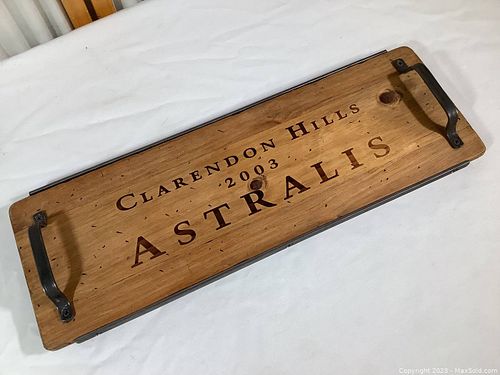 CLARENDON HILLS
2003
ASTRALIS
Copyright 2023 - MaxSold.com